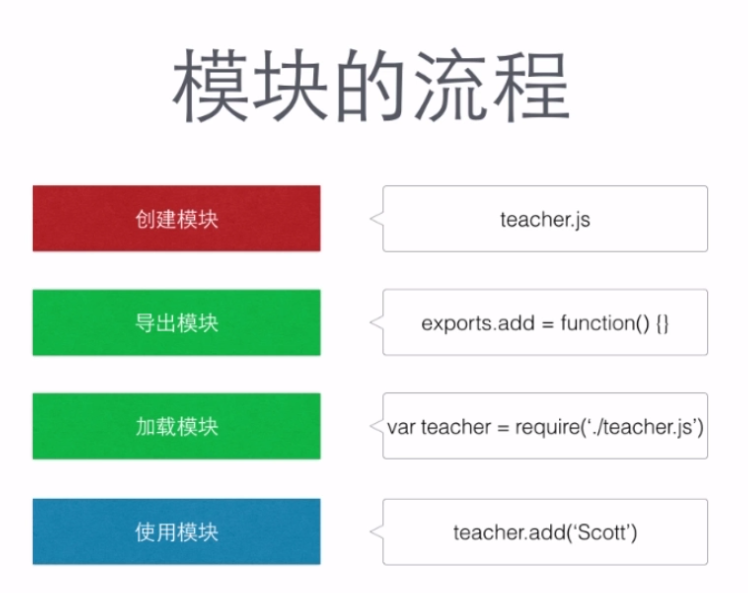 模块的流程
创建模块
teacher.js
导出模块
exports.add = function() {}
加载模块
var teacher = require(‘./teacher.js’)
使用模块
teacher.add(‘Scott’)